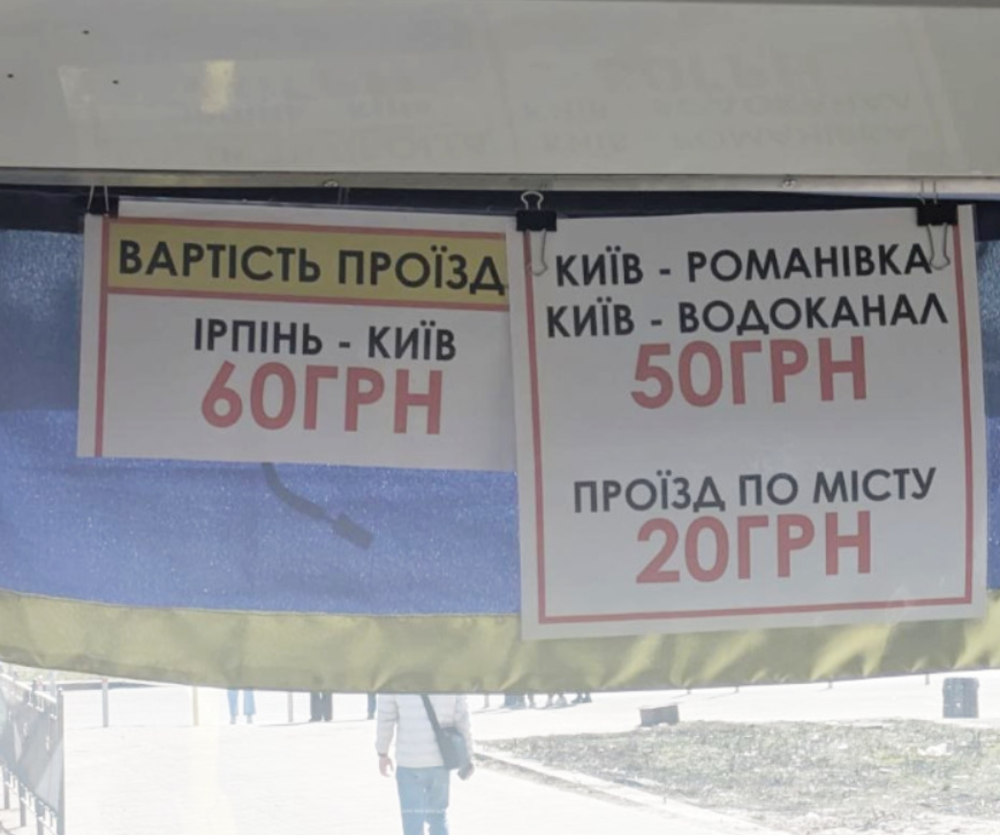 ВАРТІСТЬ ПРОЇЗД
ІРПІНЬ - КИЇВ
60ГРН
КИЇВ - РОМАНІВКА
КИЇВ - ВОДОКАНАЛ
50ГРН
ПРОЇЗД ПО МІСТУ
20ГРН